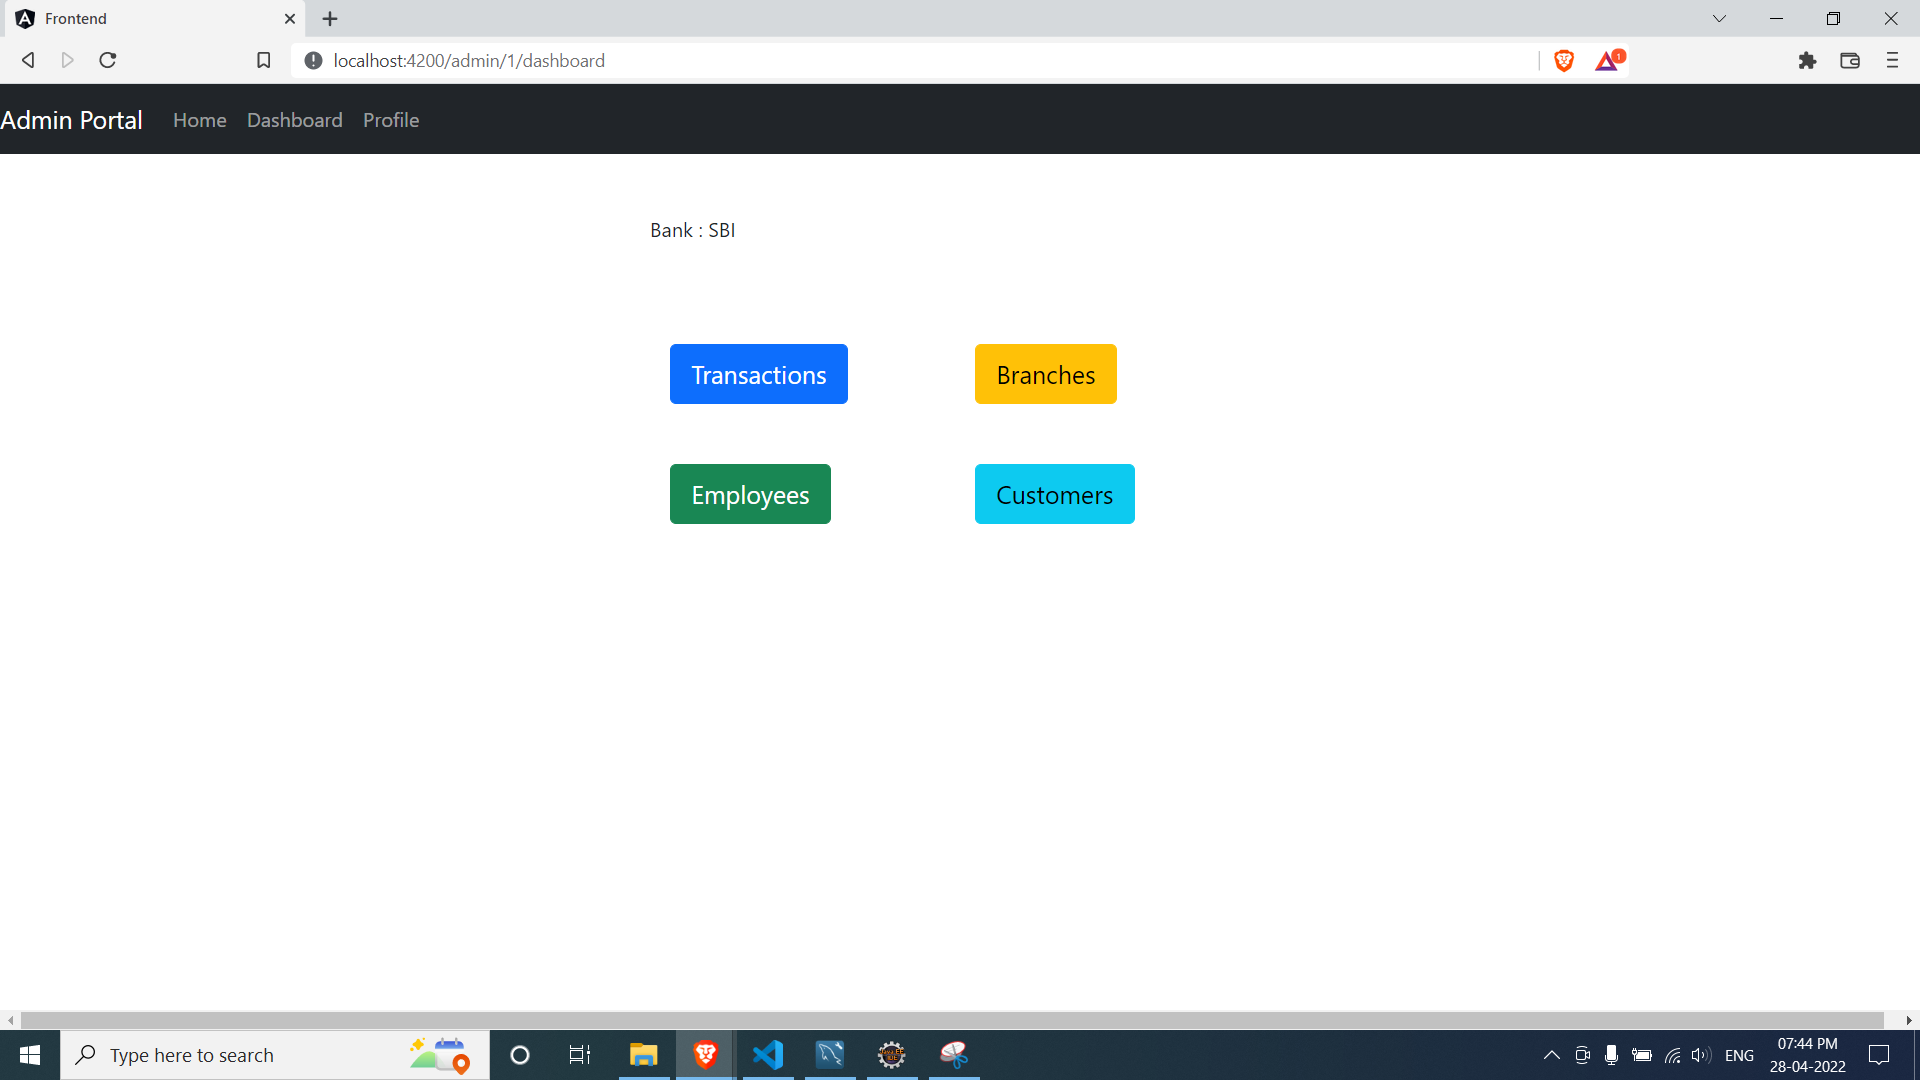 Frontend
localhost:4200/admin/1/dashboard
1
Admin Portal Home Dashboard Profile
Bank : SBI
Transactions Branches
Employees Customers
Type here to search
ENG
07:44 PM
28-04-2022